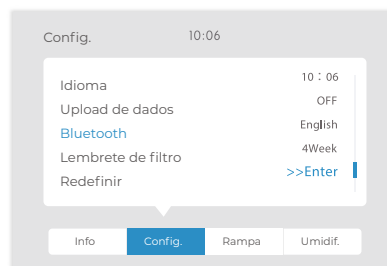 Config. 10:06
10 : 06
Idioma
OFF
Upload de dados
English
Bluetooth
4Week
Lembrete de filtro
>>Enter
Redefinir
Info Config. Rampa Umidif.